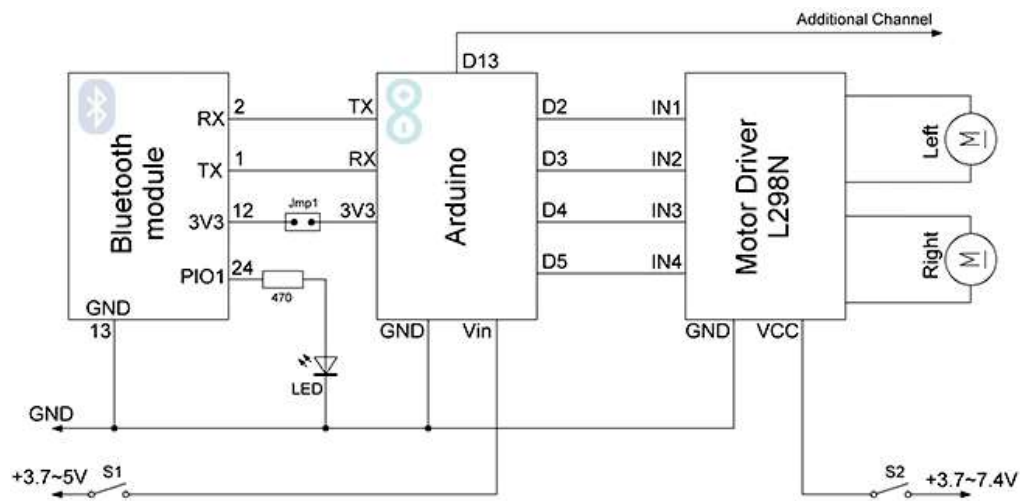 Additional Channel
D13
RX 2 TX D2 IN1
TX 1 RX D3 IN2
3V3 12 Jmp1 3V3 D4 IN3
PIO1 24 D5 IN4
470
Bluetooth
module
Arduino
Motor Driver
L298N
Left
M
Right
M
GND
13
GND Vin
GND VCC
LED
GND
+3.7~5V S1
S2 +3.7~7.4V